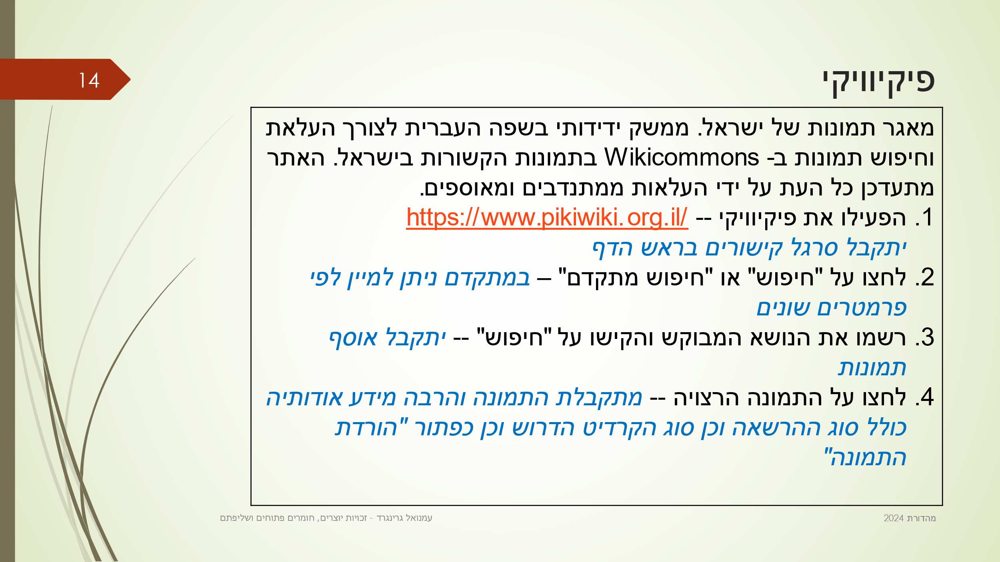 14
פיקיוויקי
מאגר תמונות של ישראל. ממשק ידידותי בשפה העברית לצורך העלאת
וחיפוש תמונות ב- Wikicommons בתמונות הקשורות בישראל. האתר
מתעדכן כל העת על ידי העלאות ממתנדבים ומאוספים.
1. הפעילו את פיקיוויקי -- https://www.pikiwiki.org.il/
יתקבל סרגל קישורים בראש הדף
2. לחצו על "חיפוש" או "חיפוש מתקדם" – במתקדם ניתן למיין לפי
פרמטרים שונים
3. רשמו את הנושא המבוקש והקישו על "חיפוש" -- יתקבל אוסף
תמונות
4. לחצו על התמונה הרצויה -- מתקבלת התמונה והרבה מידע אודותיה
כולל סוג ההרשאה וכן סוג הקרדיט הדרוש וכן כפתור "הורדת
התמונה"
מהדורת 2024
עמנואל גרינגרד - זכויות יוצרים, חומרים פתוחים ושליפתם